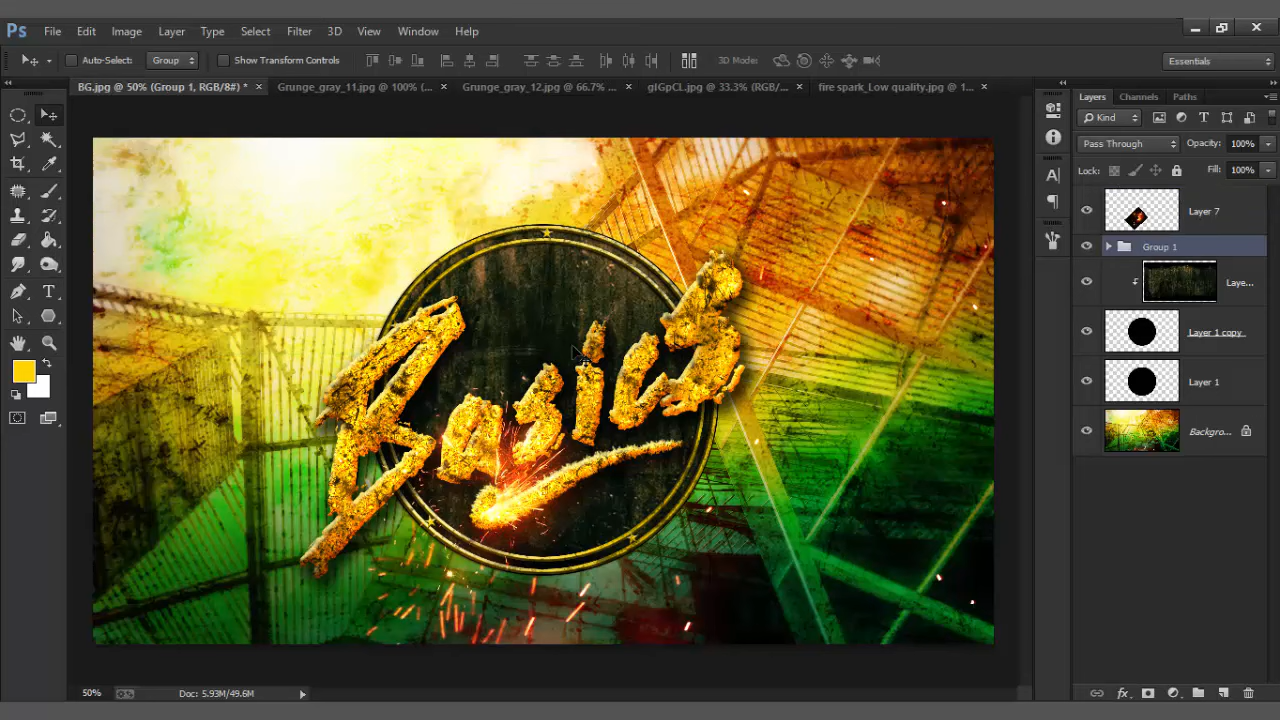 Ps File Edit Image Layer Type Select Filter 3D View Window Help
Auto-Select: Group Show Transform Controls 3D Mode: Essentials
BG.jpg @ 50% (Group 1, RGB/8#) * × Grunge_gray_11.jpg @ 100% (... × Grunge_gray_12.jpg @ 66.7% ... × gIGpCL.jpg @ 33.3% (RGB/... × fire spark_Low quality.jpg @ 1... ×
Layers Channels Paths
Kind
Pass Through Opacity: 100%
Lock: Fill: 100%
Layer 7
Group 1
Laye...
Layer 1 copy
Layer 1
Backgro...
50% Doc: 5.93M/49.6M